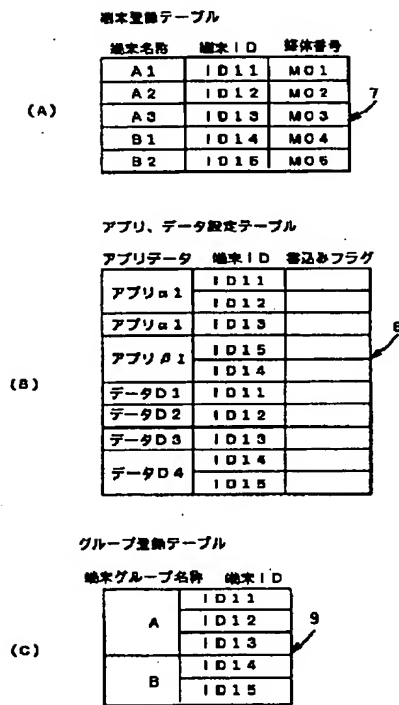 端末登録テーブル
端末名称 端末ID 媒体番号
A1 ID11 MO1
A2 ID12 MO2
(A)
A3 ID13 MO3
7
B1 ID14 MO4
B2 ID15 MO5
アプリ、データ設定テーブル
アプリデータ 端末ID 書込みフラグ
アプリα1 ID11
ID12
アプリα1 ID13
アプリβ1 ID15
8
ID14
(B)
データD1 ID11
データD2 ID12
データD3 ID13
データD4 ID14
ID15
グループ登録テーブル
端末グループ名称 端末ID
A ID11
ID12
9
ID13
(C)
B ID14
ID15